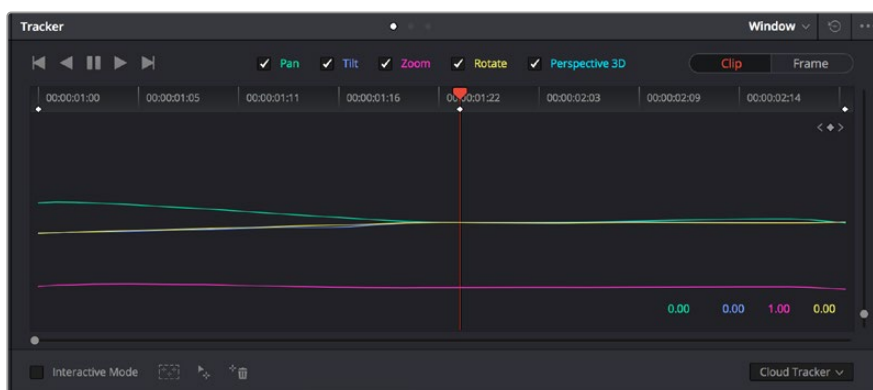 Tracker Window
Pan Tilt Zoom Rotate Perspective 3D Clip Frame
00:00:01:00 00:00:01:05 00:00:01:11 00:00:01:16 00:00:01:22 00:00:02:03 00:00:02:09 00:00:02:14
0.00 0.00 1.00 0.00
Interactive Mode Cloud Tracker